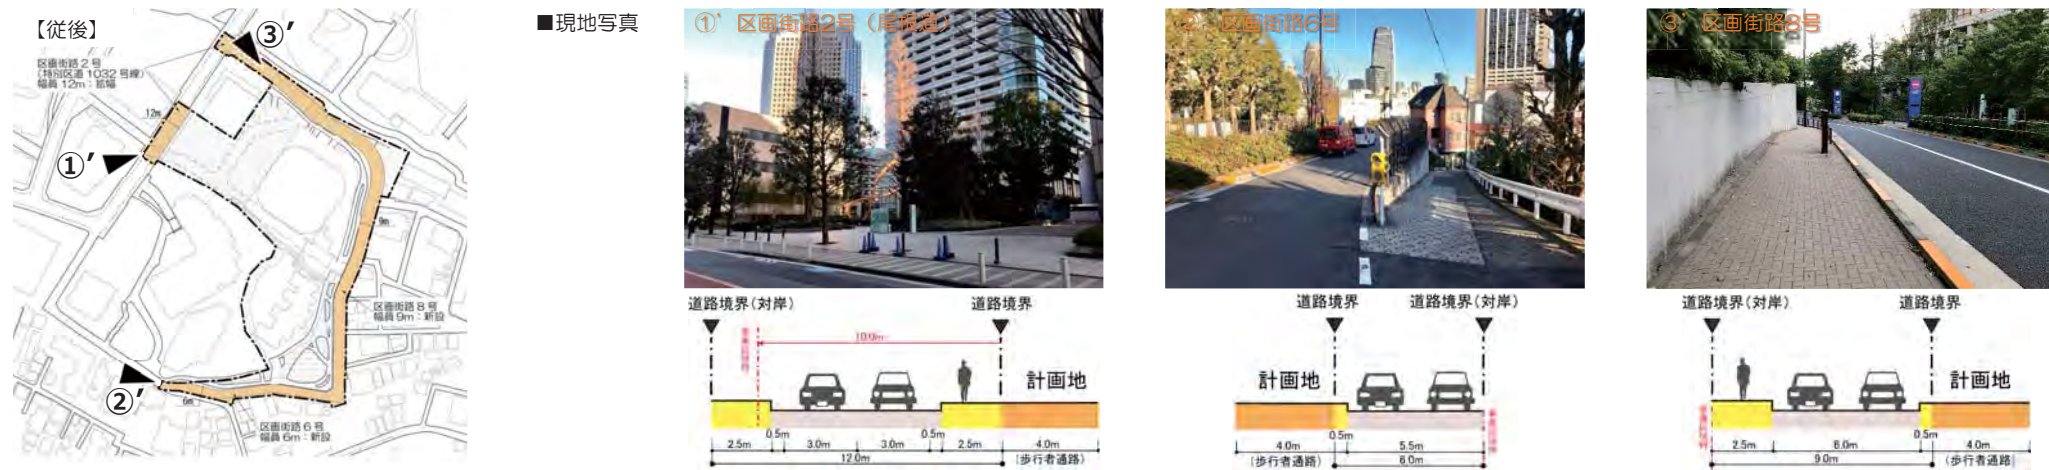 【従後】
③’
区画街路２号
(特別区道1032号線)
幅員12m：拡幅
12m
①’
9m
区画街路８号
幅員9m：新設
②’
6m
区画街路６号
幅員6m：新設
■現地写真
①’ 区画街路2号（尾根道）
道路境界(対岸)
道路境界
10.0m
計画地
0.5m
0.5m
2.5m
3.0m
3.0m
2.5m
4.0m
12.0m
(歩行者通路)
②’ 区画街路6号
道路境界
道路境界(対岸)
計画地
0.5m
4.0m
5.5m
(歩行者通路)
6.0m
③’ 区画街路8号
道路境界(対岸)
道路境界
計画地
0.5m
2.5m
6.0m
4.0m
9.0m
(歩行者通路)